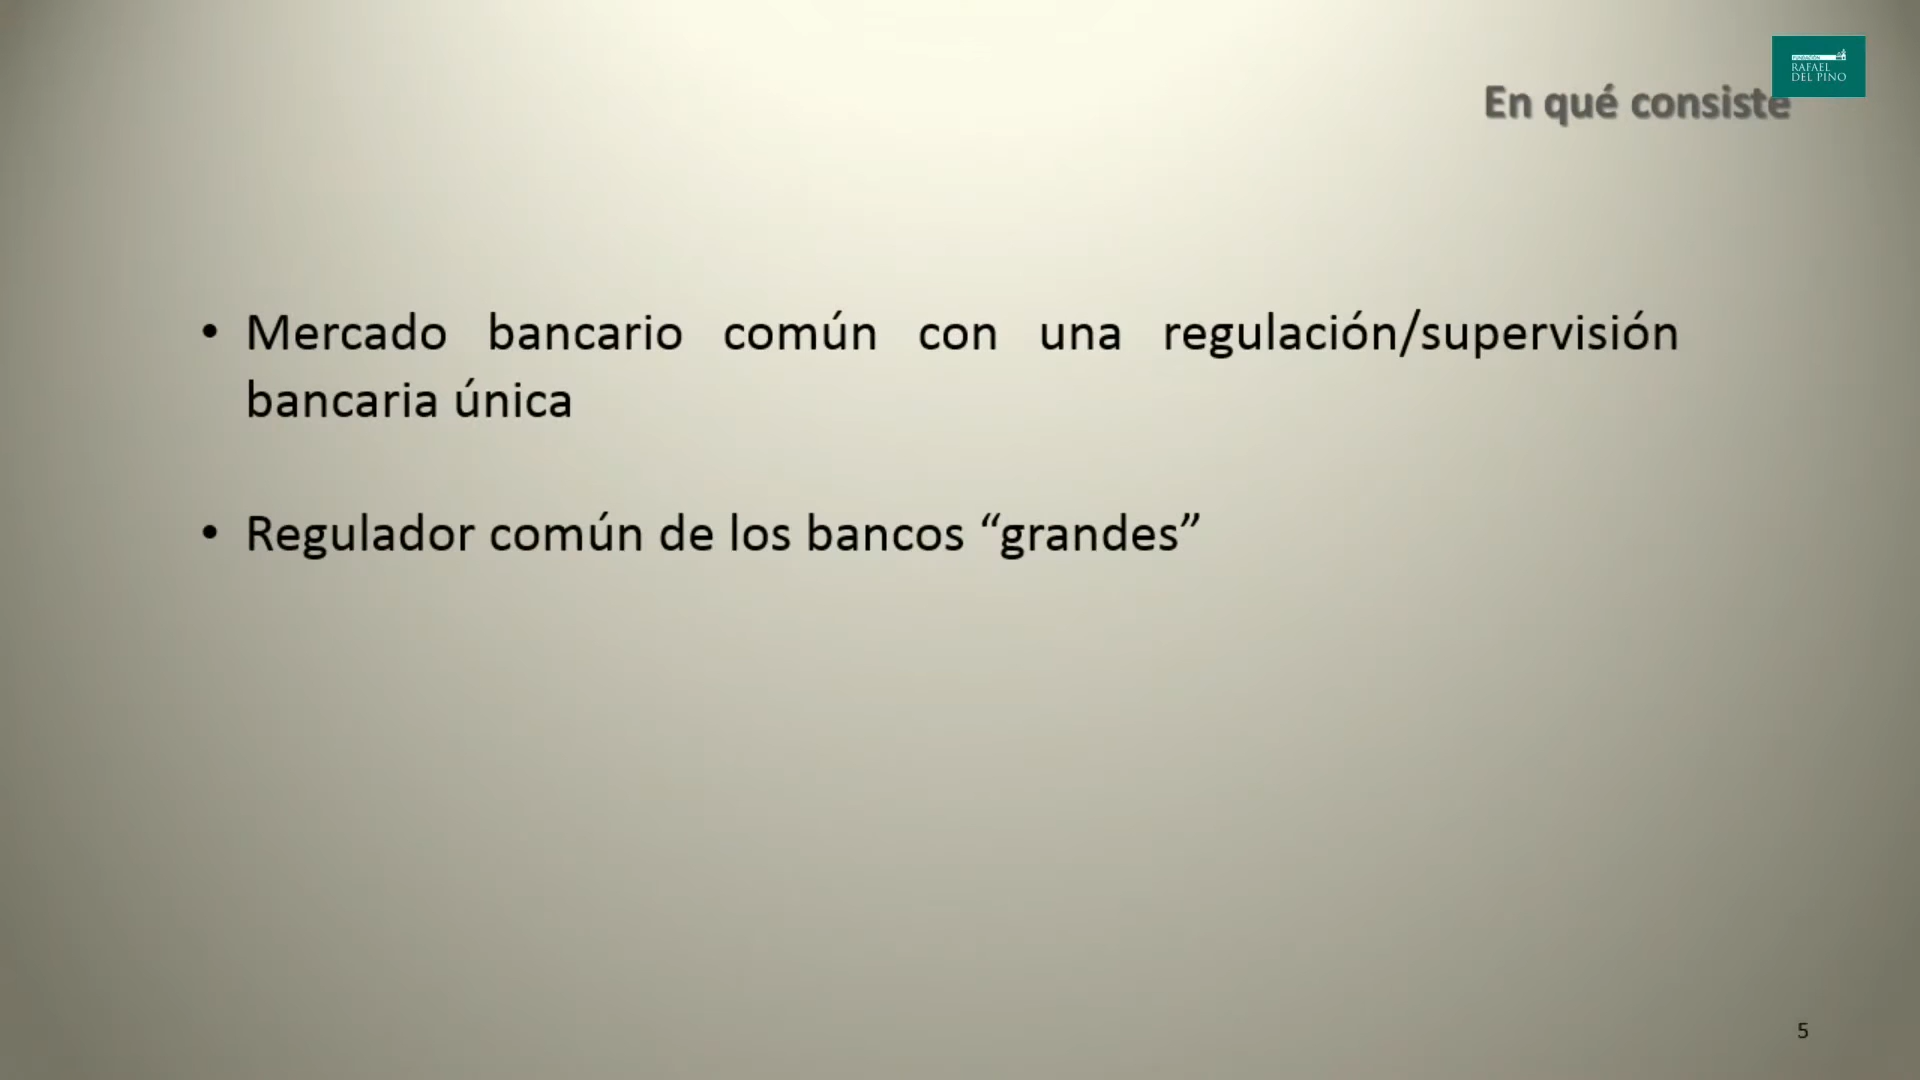 FUNDACIÓN
RAFAEL
DEL PINO
En qué consiste
• Mercado bancario común con una regulación/supervisión
bancaria única
• Regulador común de los bancos “grandes”
5